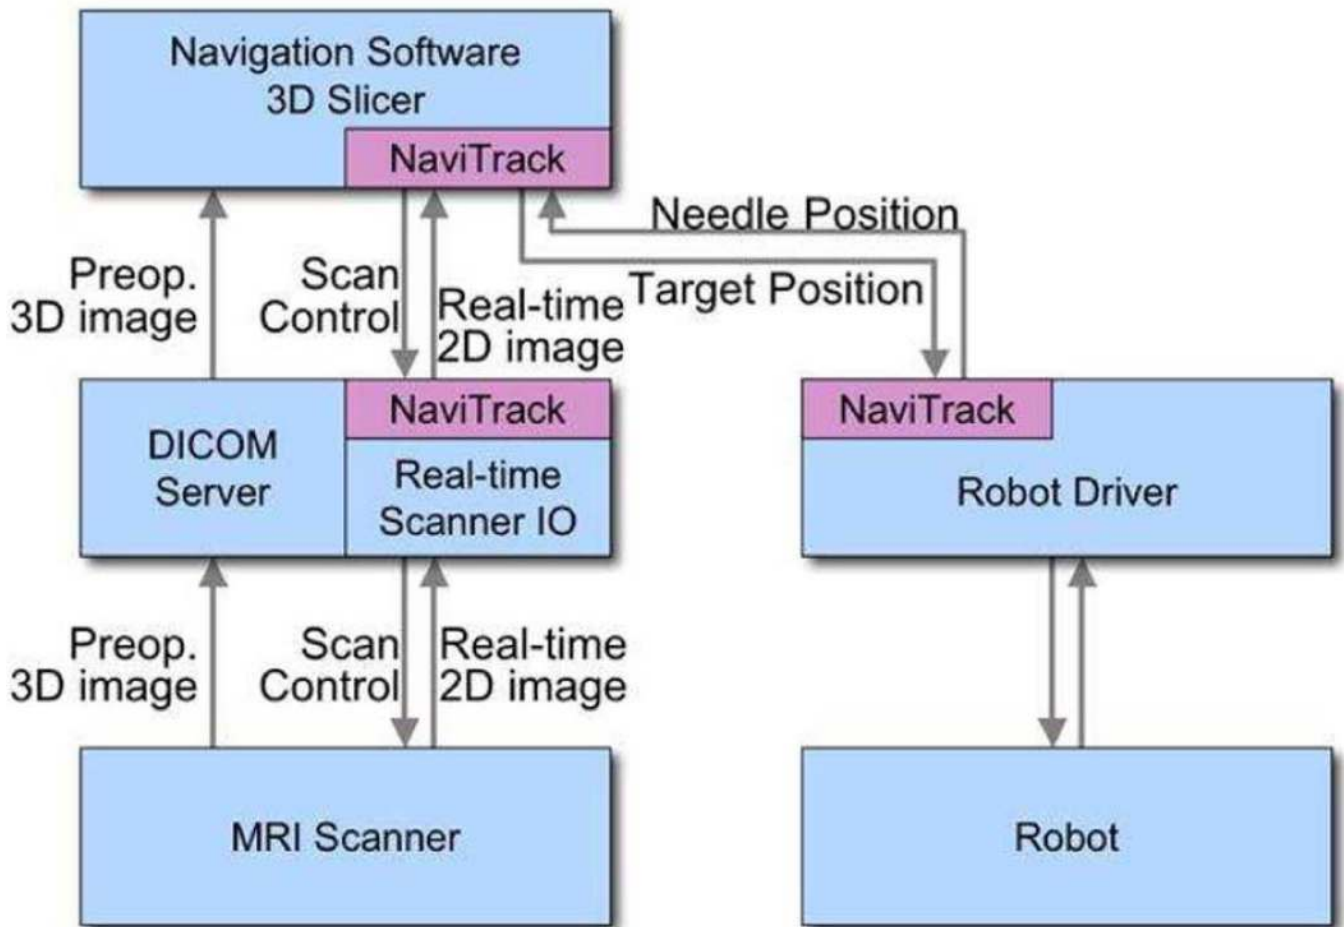 Navigation Software
3D Slicer
NaviTrack
Needle Position
Preop.
3D image
Scan
Control
Real-time
2D image
Target Position
DICOM
Server
NaviTrack
Real-time
Scanner IO
NaviTrack
Robot Driver
Preop.
3D image
Scan
Control
Real-time
2D image
MRI Scanner
Robot